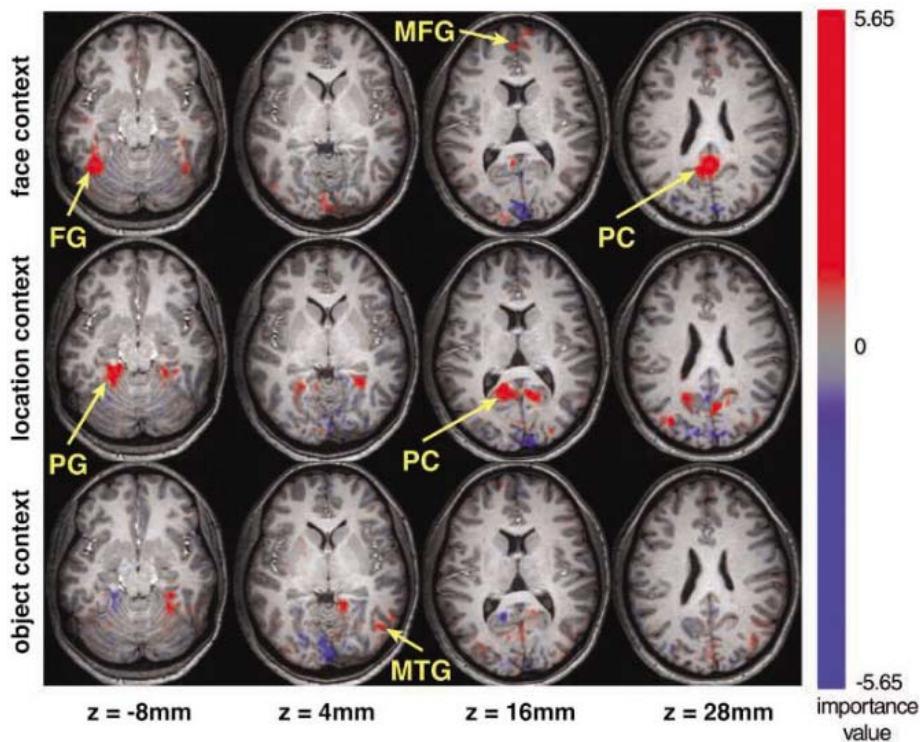 face context
MFG
FG
PC
5.65
location context
PG
PC
0
object context
MTG
-5.65
importance
value
z = -8mm
z = 4mm
z = 16mm
z = 28mm